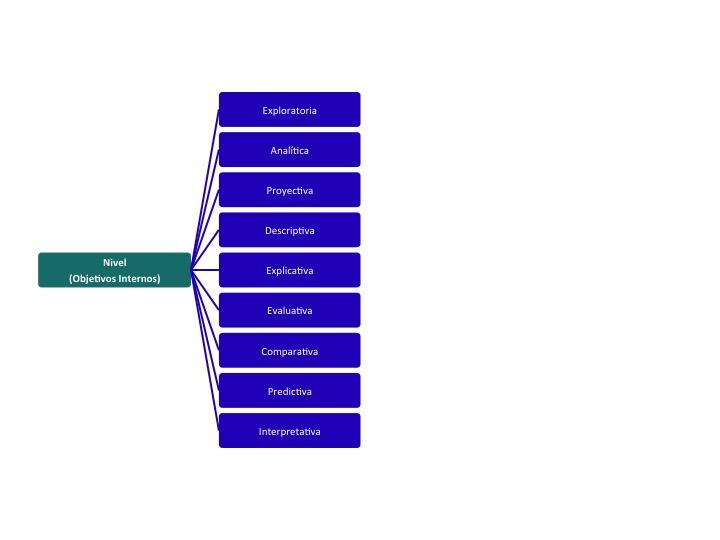 Exploratoria
Analítica
Proyectiva
Descriptiva
Nivel
(Objetivos Internos)
Explicativa
Evaluativa
Comparativa
Predictiva
Interpretativa